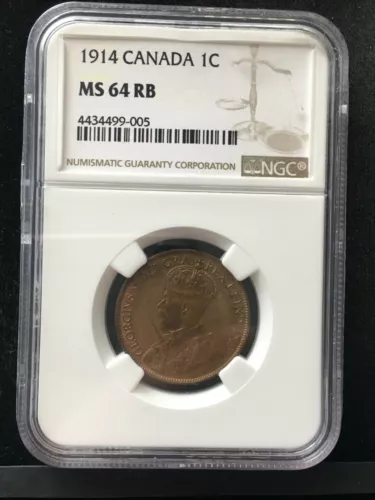 1914 CANADA 1C
MS 64 RB
4434499-005
NUMISMATIC GUARANTY CORPORATION
NGC®